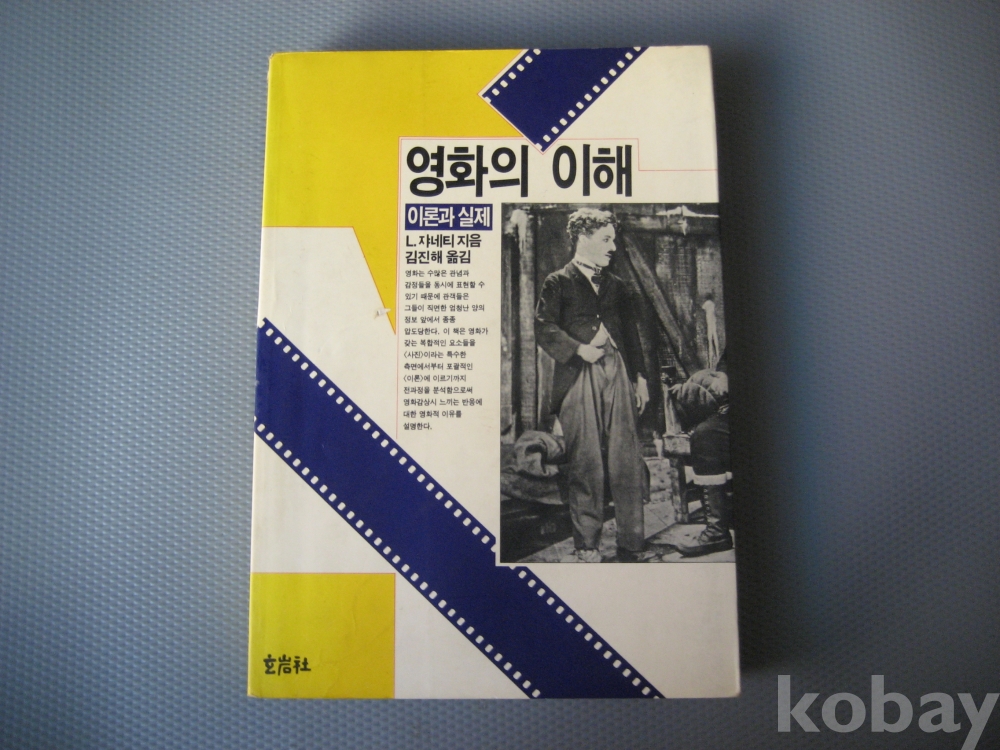 영화의 이해
이론과 실제
L. 쟈네티 지음
김진해 옮김
영화는 수많은 관념과
감정들을 동시에 표현할 수
있기 때문에 관객들은
그들이 직면한 엄청난 양의
정보 앞에서 종종
압도당한다. 이 책은 영화가
갖는 복합적인 요소들을
〈사진〉이라는 특수한
측면에서부터 포괄적인
〈이론〉에 이르기까지
전과정을 분석함으로써
영화감상시 느끼는 반응에
대한 영화적 이유를
설명한다.
玄岩社
kobay